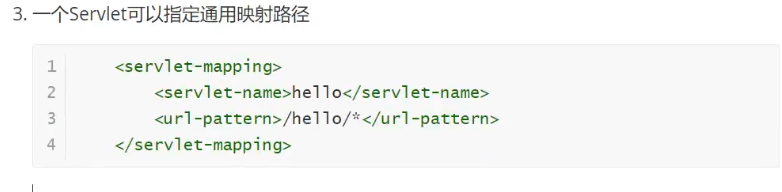 3. 一个Servlet可以指定通用映射路径
1 <servlet-mapping>
2 <servlet-name>hello</servlet-name>
3 <url-pattern>/hello/*</url-pattern>
4 </servlet-mapping>